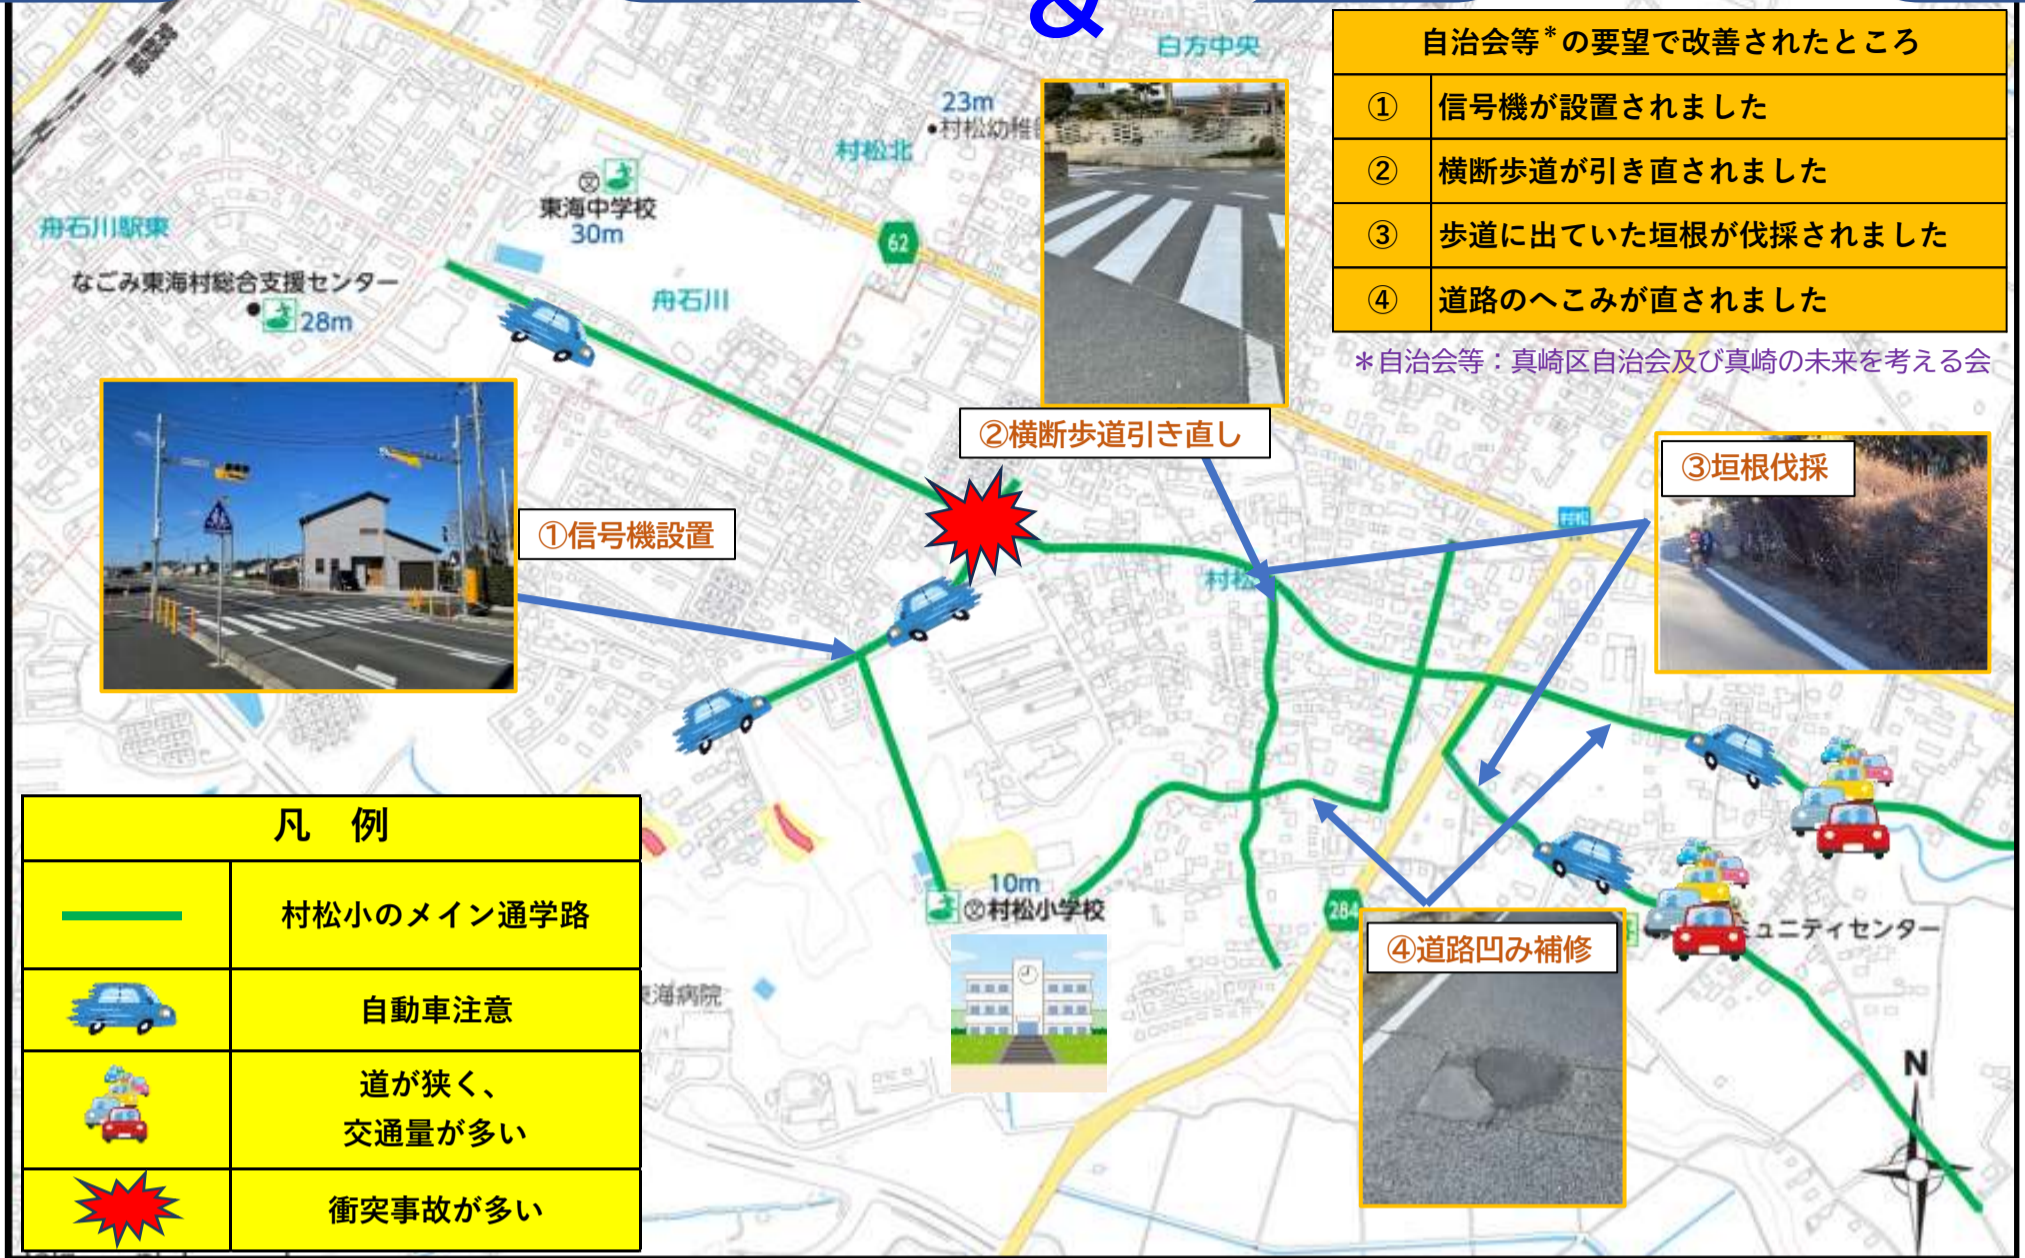 &
自治会等*の要望で改善されたところ
① 信号機が設置されました
② 横断歩道が引き直されました
③ 歩道に出ていた垣根が伐採されました
④ 道路のへこみが直されました
*自治会等：真崎区自治会及び真崎の未来を考える会
白方中央
23m
村松幼稚
村松北
東海中学校
30m
62
舟石川駅東
なごみ東海村総合支援センター
28m
舟石川
②横断歩道引き直し
③垣根伐採
①信号機設置
村松
村松
凡 例
村松小のメイン通学路
自動車注意
道が狭く、
交通量が多い
衝突事故が多い
10m
村松小学校
284
④道路凹み補修
ュニティセンター
海病院
N